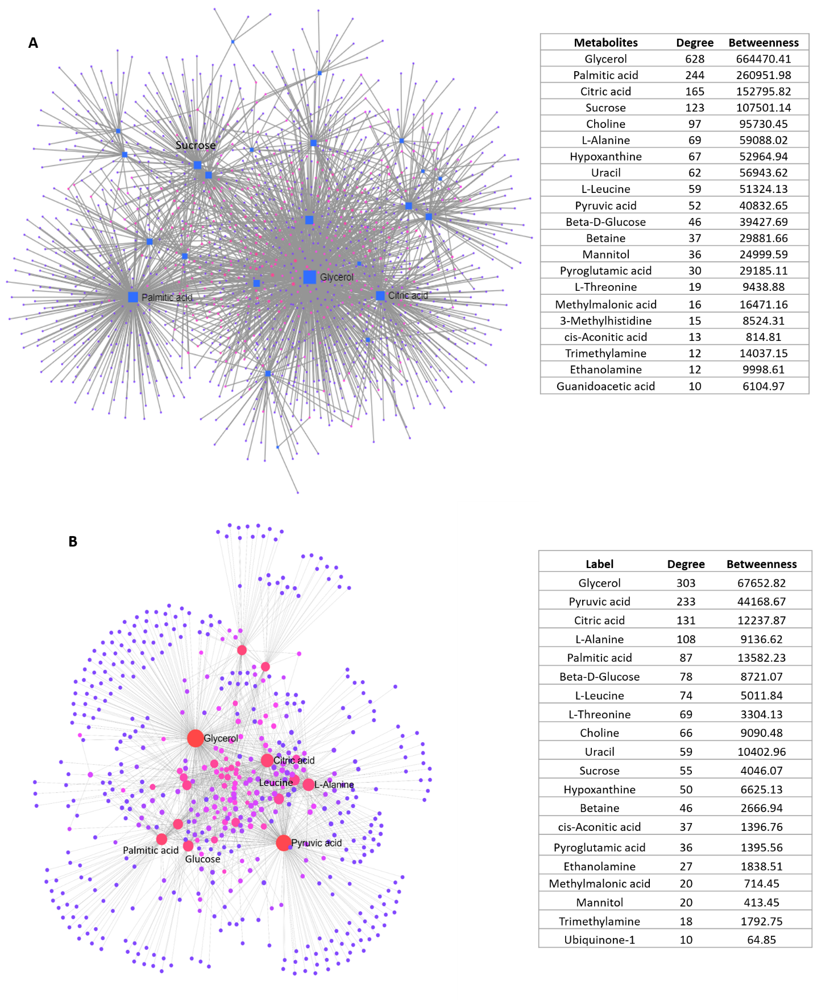 A
Sucrose
Glycerol
Palmitic acid
Citric acid
Metabolites Degree Betweenness
Glycerol 628 664470.41
Palmitic acid 244 260951.98
Citric acid 165 152795.82
Sucrose 123 107501.14
Choline 97 95730.45
L-Alanine 69 59088.02
Hypoxanthine 67 52964.94
Uracil 62 56943.62
L-Leucine 59 51324.13
Pyruvic acid 52 40832.65
Beta-D-Glucose 46 39427.69
Betaine 37 29881.66
Mannitol 36 24999.59
Pyroglutamic acid 30 29185.11
L-Threonine 19 9438.88
Methylmalonic acid 16 16471.16
3-Methylhistidine 15 8524.31
cis-Aconitic acid 13 814.81
Trimethylamine 12 14037.15
Ethanolamine 12 9998.61
Guanidoacetic acid 10 6104.97
B
Glycerol
Citric acid
Leucine
L-Alanine
Pyruvic acid
Palmitic acid
Glucose
Label Degree Betweenness
Glycerol 303 67652.82
Pyruvic acid 233 44168.67
Citric acid 131 12237.87
L-Alanine 108 9136.62
Palmitic acid 87 13582.23
Beta-D-Glucose 78 8721.07
L-Leucine 74 5011.84
L-Threonine 69 3304.13
Choline 66 9090.48
Uracil 59 10402.96
Sucrose 55 4046.07
Hypoxanthine 50 6625.13
Betaine 46 2666.94
cis-Aconitic acid 37 1396.76
Pyroglutamic acid 36 1395.56
Ethanolamine 27 1838.51
Methylmalonic acid 20 714.45
Mannitol 20 413.45
Trimethylamine 18 1792.75
Ubiquinone-1 10 64.85